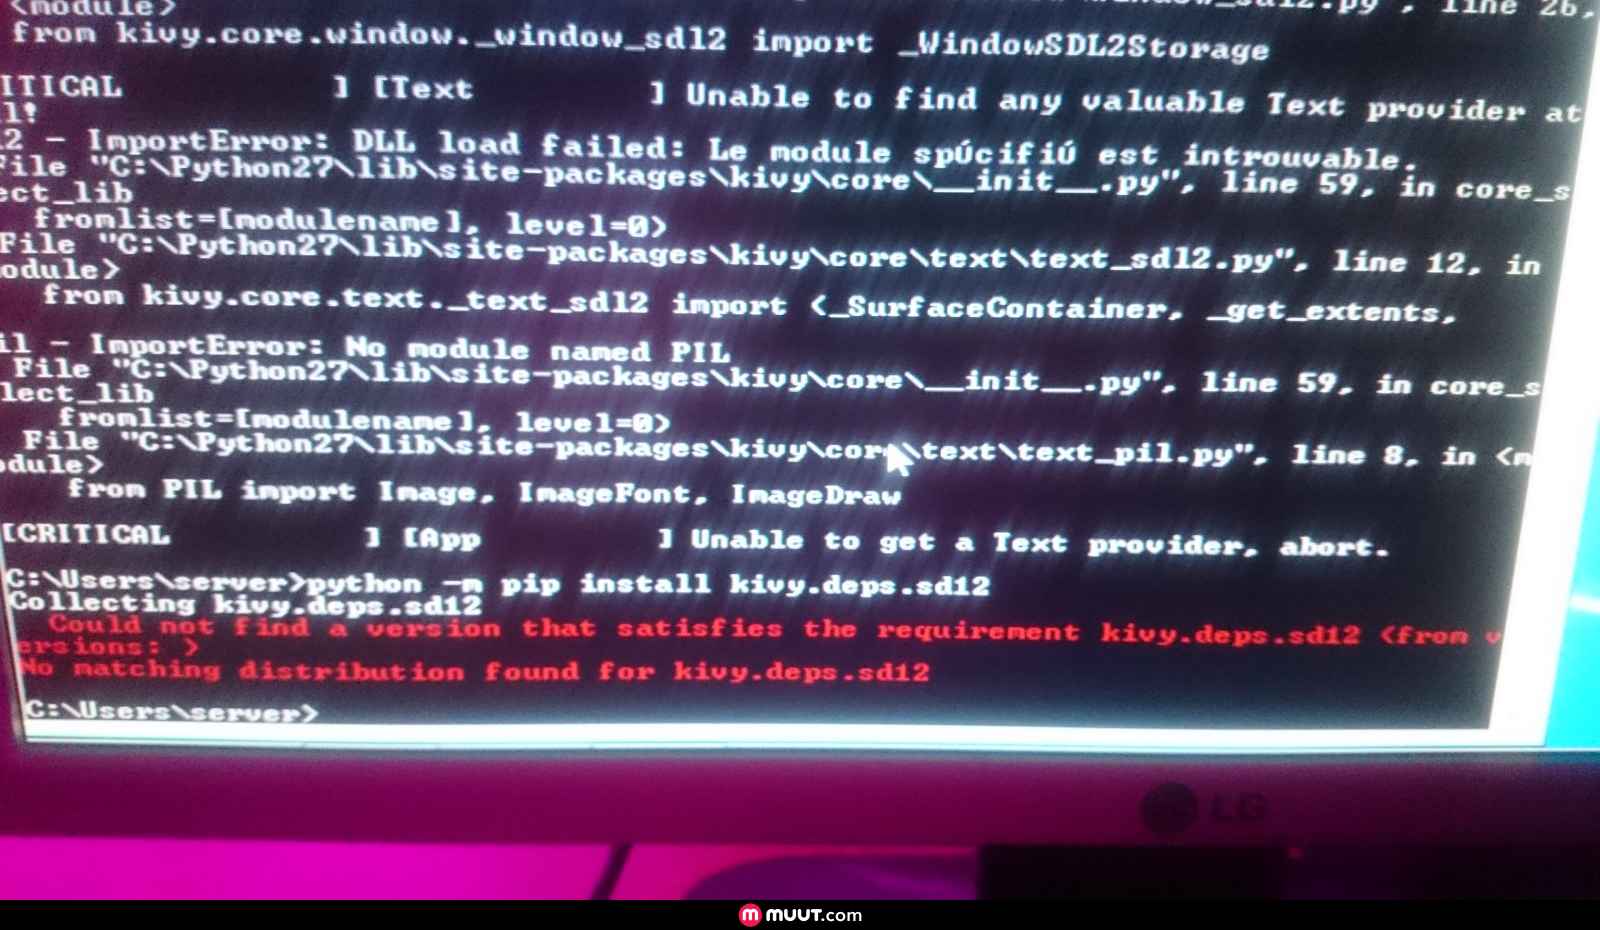 <module>
line 26,
from kivy.core.window._window_sdl2 import _WindowSDL2Storage
ITICAL ] [Text ] Unable to find any valuable Text provider at
l!
l2 - ImportError: DLL load failed: Le module spÚcifiÚ est introuvable.
File "C:\Python27\lib\site-packages\kivy\core\__init__.py", line 59, in core_s
ect_lib
fromlist=[modulename], level=0)
File "C:\Python27\lib\site-packages\kivy\core\text\text_sdl2.py", line 12, in
odule>
from kivy.core.text._text_sdl2 import (_SurfaceContainer, _get_extents,
il - ImportError: No module named PIL
File "C:\Python27\lib\site-packages\kivy\core\__init__.py", line 59, in core_s
lect_lib
fromlist=[modulename], level=0)
File "C:\Python27\lib\site-packages\kivy\core\text\text_pil.py", line 8, in <m
odule>
from PIL import Image, ImageFont, ImageDraw
[CRITICAL ] [App ] Unable to get a Text provider, abort.
C:\Users\server>python -m pip install kivy.deps.sdl2
Collecting kivy.deps.sdl2
Could not find a version that satisfies the requirement kivy.deps.sdl2 (from v
ersions: )
No matching distribution found for kivy.deps.sdl2
C:\Users\server>
LG
m MUUT.com